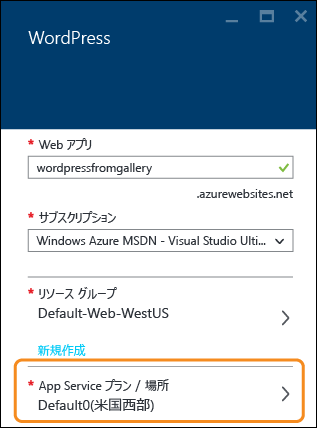 WordPress
* Web アプリ
wordpressfromgallery
.azurewebsites.net
* サブスクリプション
Windows Azure MSDN - Visual Studio Ulti...
* リソース グループ
Default-Web-WestUS
新規作成
* App Service プラン / 場所
Default0(米国西部)